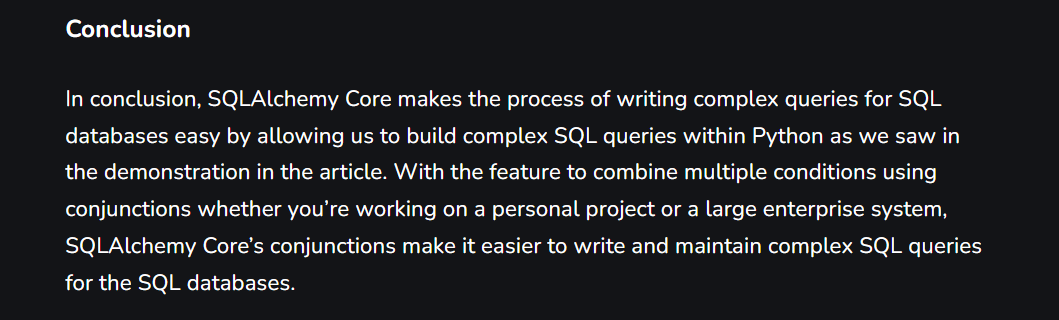 Conclusion
In conclusion, SQLAlchemy Core makes the process of writing complex queries for SQL
databases easy by allowing us to build complex SQL queries within Python as we saw in
the demonstration in the article. With the feature to combine multiple conditions using
conjunctions whether you’re working on a personal project or a large enterprise system,
SQLAlchemy Core’s conjunctions make it easier to write and maintain complex SQL queries
for the SQL databases.